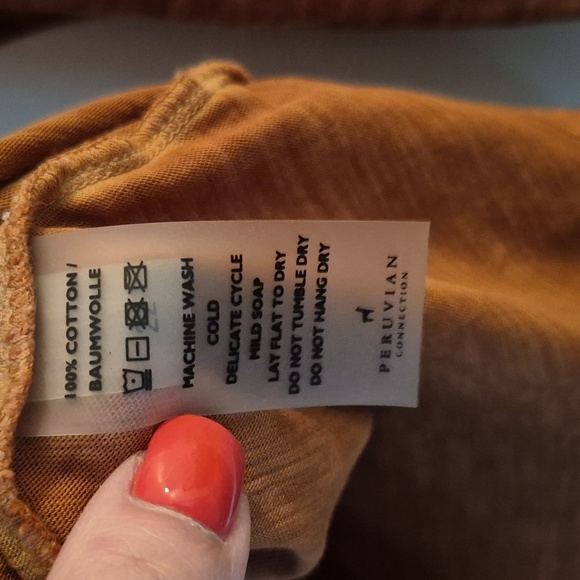 100% COTTON /
BAUMWOLLE
MACHINE WASH
COLD
DELICATE CYCLE
MILD SOAP
LAY FLAT TO DRY
DO NOT TUMBLE DRY
DO NOT HANG DRY
PERUVIAN
CONNECTION